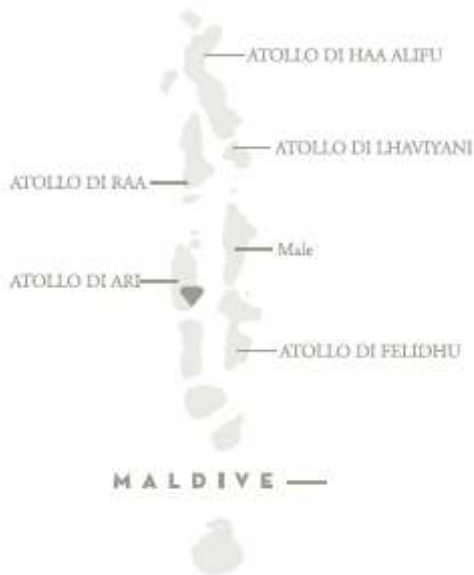 ATOLLO DI HAA ALIFU
ATOLLO DI LHAVIYANI
ATOLLO DI RAA
Male
ATOLLO DI ARI
ATOLLO DI FELIDHU
MALDIVE